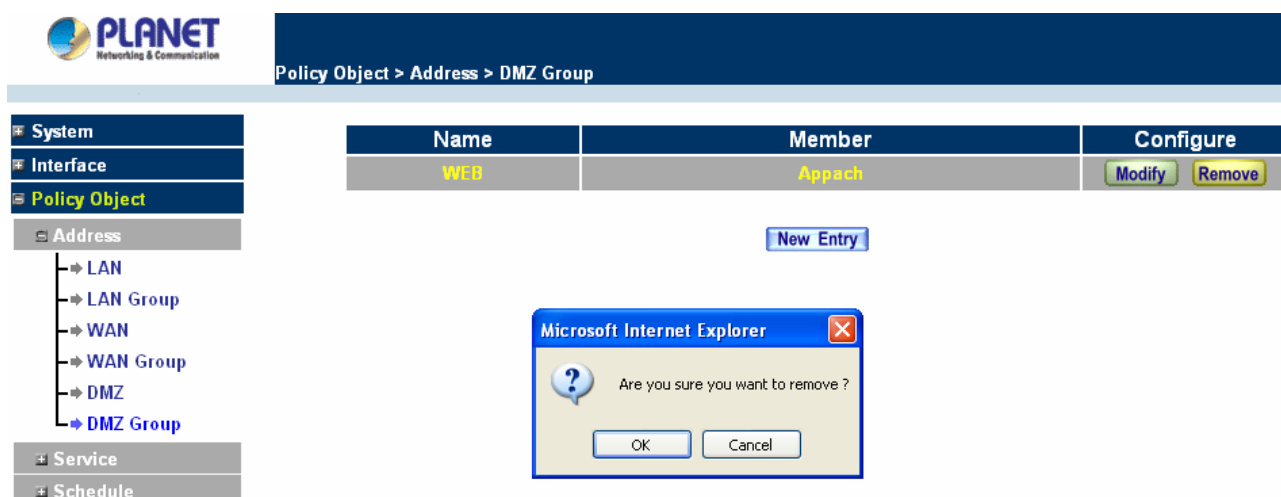 PLANET
Networking & Communication
Policy Object > Address > DMZ Group
System
Interface
Policy Object
Address
LAN
LAN Group
WAN
WAN Group
DMZ
DMZ Group
Service
Schedule
Name Member Configure
WEB Appach Modify Remove
New Entry
Microsoft Internet Explorer
Are you sure you want to remove ?
OK Cancel